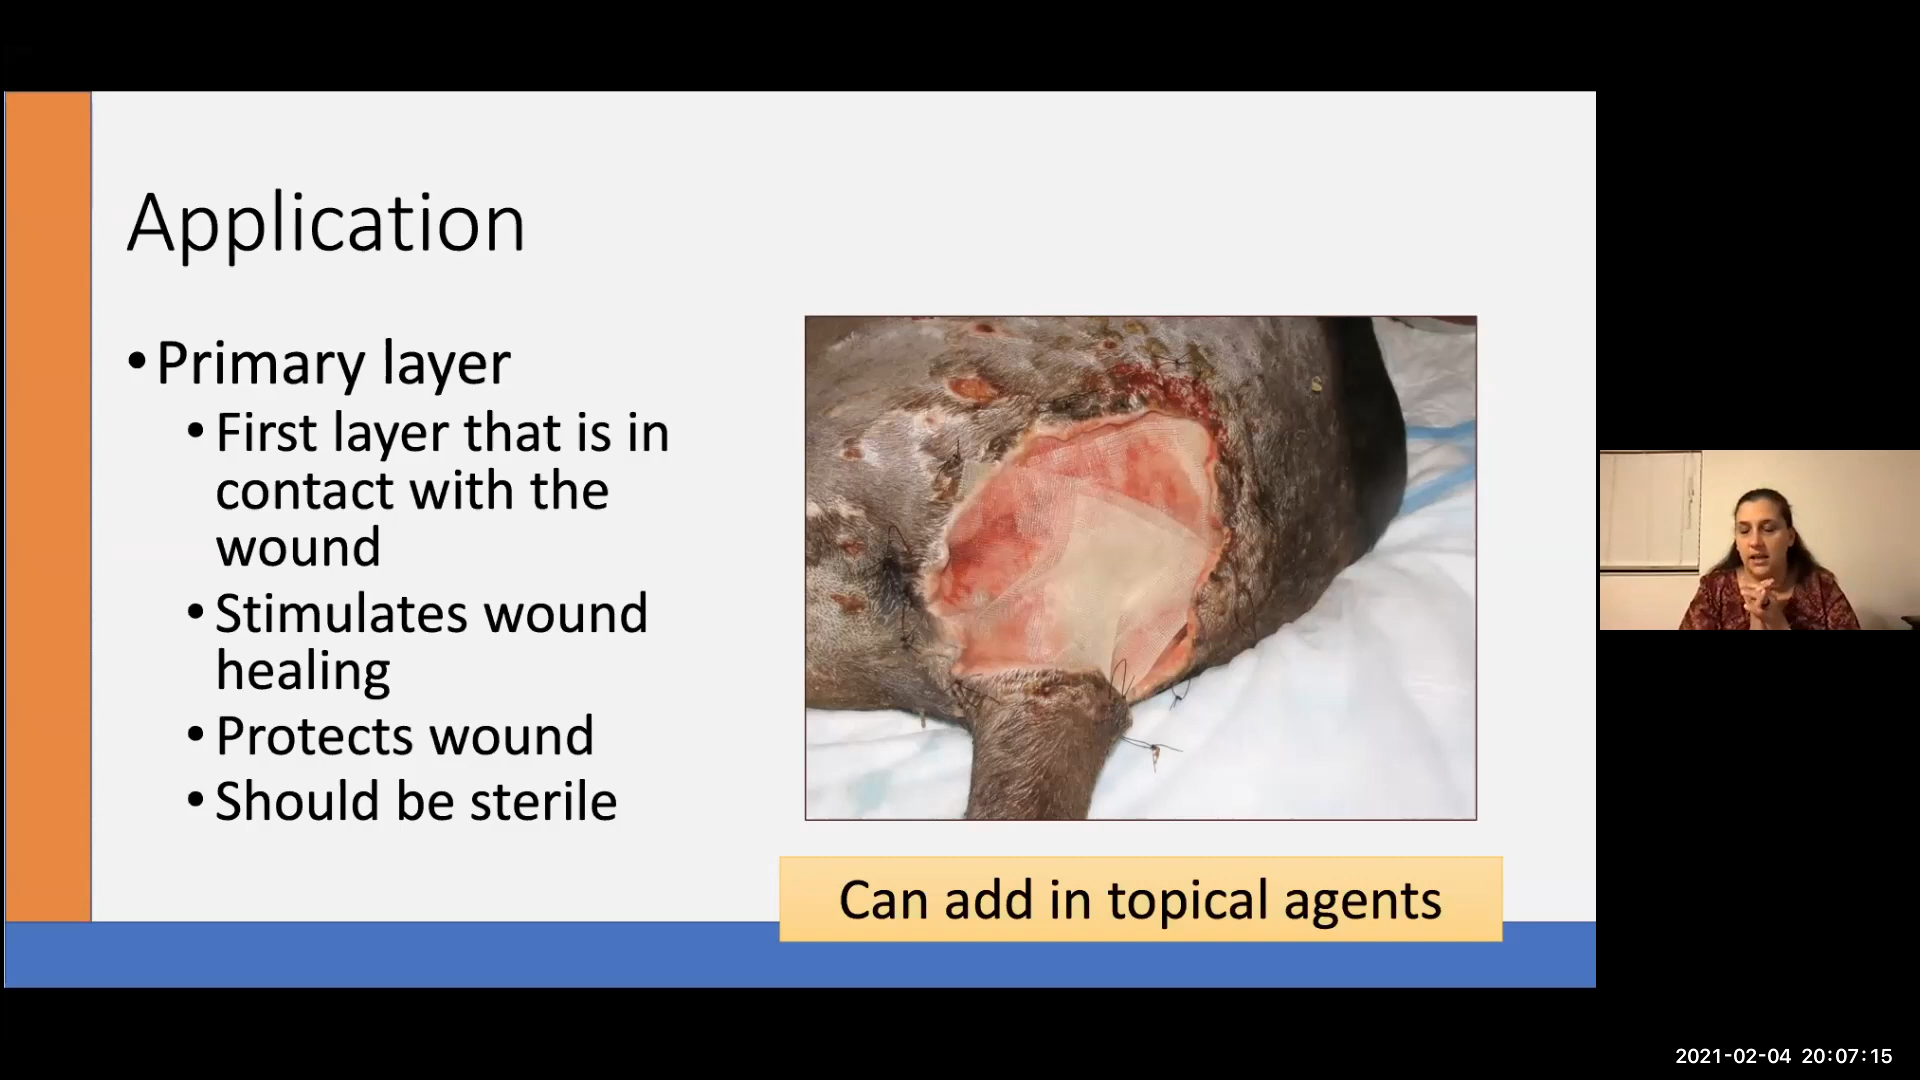 Application
• Primary layer
• First layer that is in
contact with the
wound
• Stimulates wound
healing
• Protects wound
• Should be sterile
Can add in topical agents
2021-02-04 20:07:15